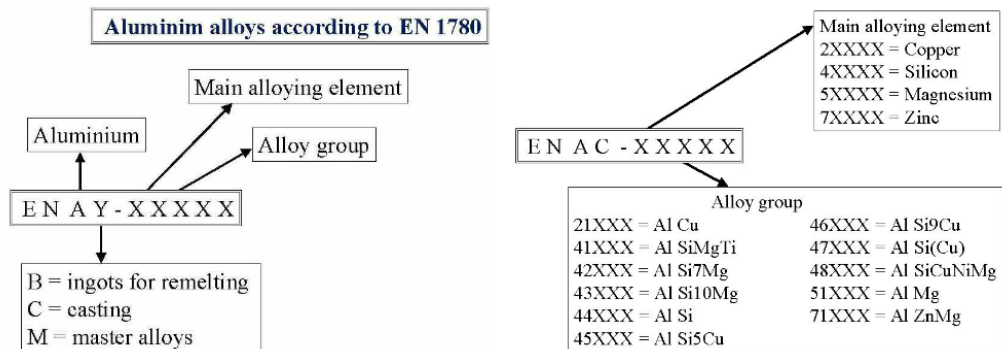 Aluminim alloys according to EN 1780
Main alloying element
Aluminium
Alloy group
E N A Y - X X X X X
B = ingots for remelting
C = casting
M = master alloys
Main alloying element
2XXXX = Copper
4XXXX = Silicon
5XXXX = Magnesium
7XXXX = Zinc
E N A C - X X X X X
Alloy group
21XXX = Al Cu
41XXX = Al SiMgTi
42XXX = Al Si7Mg
43XXX = Al Si10Mg
44XXX = Al Si
45XXX = Al Si5Cu
46XXX = Al Si9Cu
47XXX = Al Si(Cu)
48XXX = Al SiCuNiMg
51XXX = Al Mg
71XXX = Al ZnMg